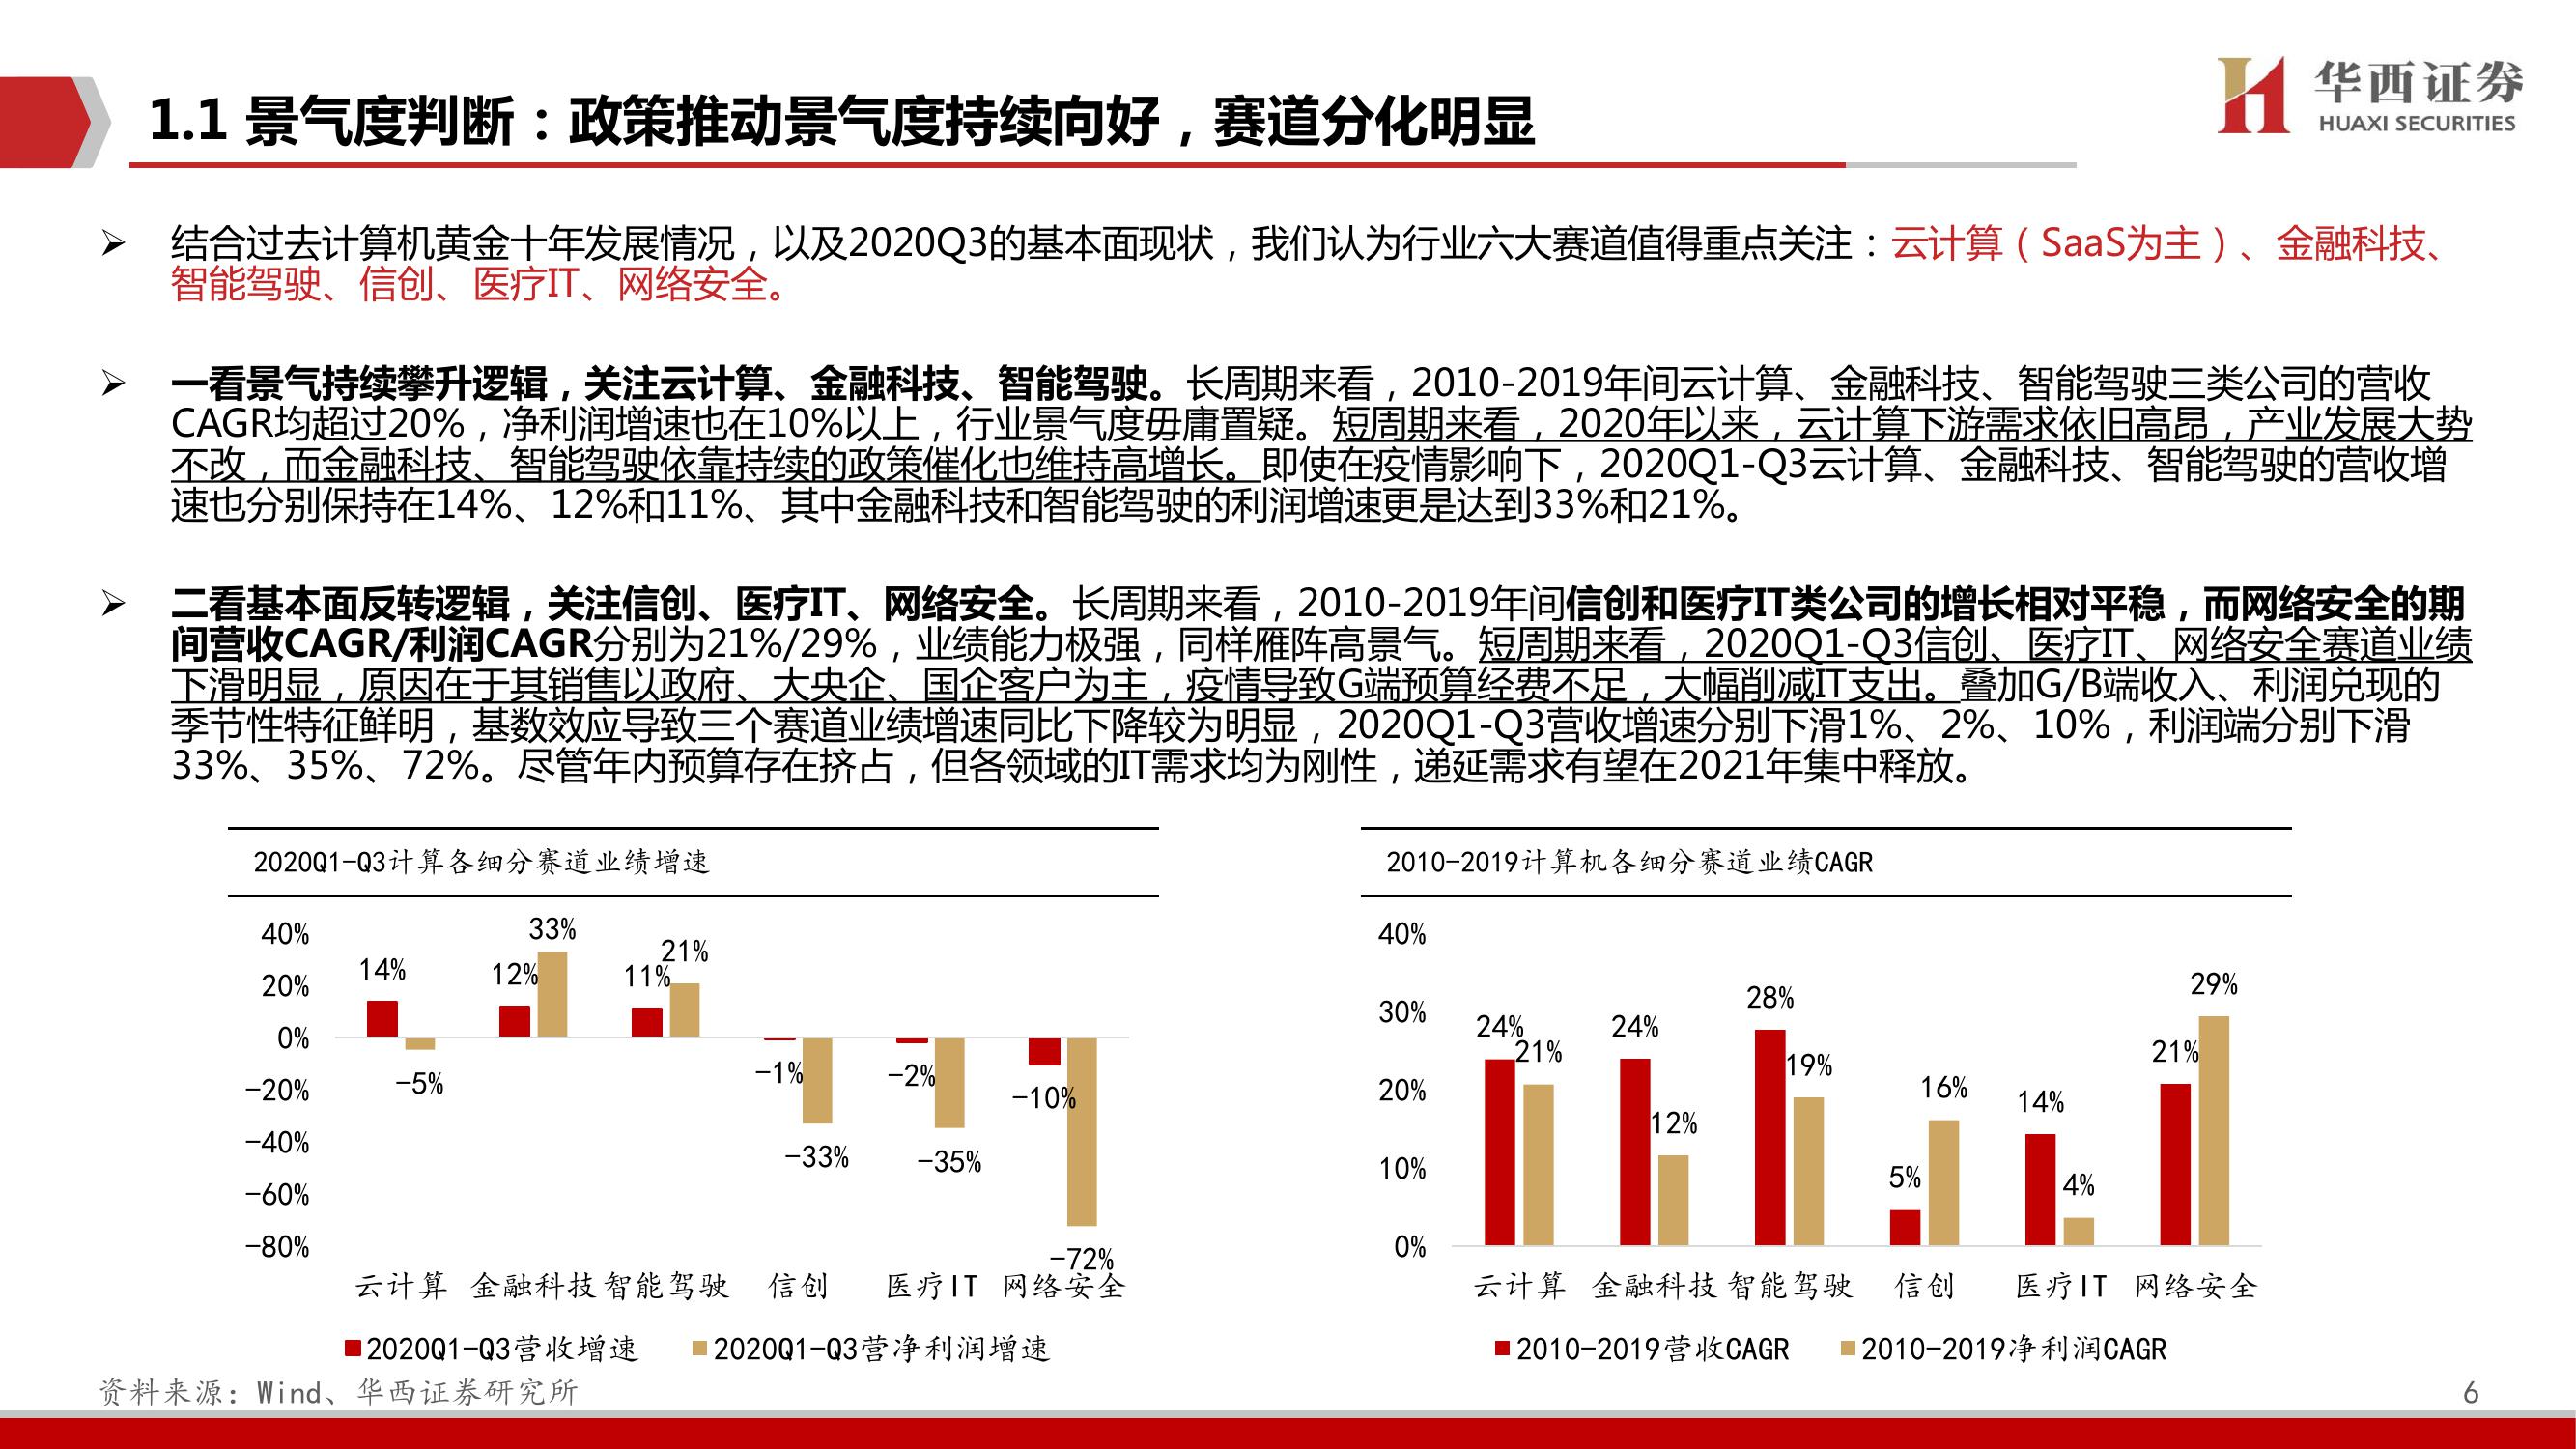 1.1 景气度判断：政策推动景气度持续向好，赛道分化明显
华西证券
HUAXI SECURITIES
➢ 结合过去计算机黄金十年发展情况，以及2020Q3的基本面现状，我们认为行业六大赛道值得重点关注：云计算（SaaS为主）、金融科技、
智能驾驶、信创、医疗IT、网络安全。
➢ 一看景气持续攀升逻辑，关注云计算、金融科技、智能驾驶。长周期来看，2010-2019年间云计算、金融科技、智能驾驶三类公司的营收
CAGR均超过20%，净利润增速也在10%以上，行业景气度毋庸置疑。短周期来看，2020年以来，云计算下游需求依旧高昂，产业发展大势
不改，而金融科技、智能驾驶依靠持续的政策催化也维持高增长。即使在疫情影响下，2020Q1-Q3云计算、金融科技、智能驾驶的营收增
速也分别保持在14%、12%和11%、其中金融科技和智能驾驶的利润增速更是达到33%和21%。
➢ 二看基本面反转逻辑，关注信创、医疗IT、网络安全。长周期来看，2010-2019年间信创和医疗IT类公司的增长相对平稳，而网络安全的期
间营收CAGR/利润CAGR分别为21%/29%，业绩能力极强，同样雁阵高景气。短周期来看，2020Q1-Q3信创、医疗IT、网络安全赛道业绩
下滑明显，原因在于其销售以政府、大央企、国企客户为主，疫情导致G端预算经费不足，大幅削减IT支出。叠加G/B端收入、利润兑现的
季节性特征鲜明，基数效应导致三个赛道业绩增速同比下降较为明显，2020Q1-Q3营收增速分别下滑1%、2%、10%，利润端分别下滑
33%、35%、72%。尽管年内预算存在挤占，但各领域的IT需求均为刚性，递延需求有望在2021年集中释放。
2020Q1-Q3计算各细分赛道业绩增速
40%
20%
0%
-20%
-40%
-60%
-80%
14%
-5%
12%
33%
11%
21%
-1%
-33%
-2%
-35%
-10%
-72%
云计算 金融科技 智能驾驶 信创 医疗IT 网络安全
2020Q1-Q3营收增速 2020Q1-Q3营净利润增速
2010-2019计算机各细分赛道业绩CAGR
40%
30%
20%
10%
0%
24%
21%
24%
12%
28%
19%
5%
16%
14%
4%
21%
29%
云计算 金融科技 智能驾驶 信创 医疗IT 网络安全
2010-2019营收CAGR 2010-2019净利润CAGR
资料来源：Wind、华西证券研究所
6